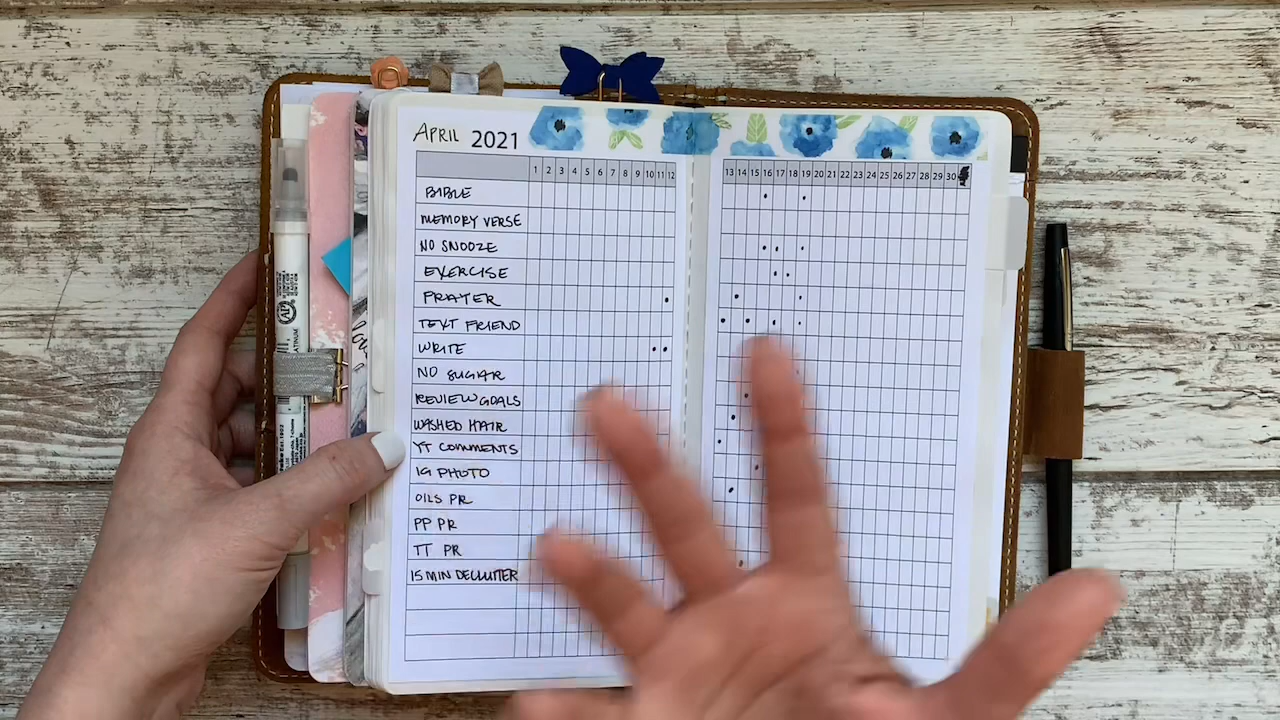 APRIL 2021
1 2 3 4 5 6 7 8 9 10 11 12 13 14 15 16 17 18 19 20 21 22 23 24 25 26 27 28 29 30
BIBLE
MEMORY VERSE
NO SNOOZE
EXERCISE
PRAYER
TEXT FRIEND
WRITE
NO SUGAR
REVIEW GOALS
WASHED HAIR
YT COMMENTS
IG PHOTO
OILS PR
PP PR
TT PR
15 MIN DECLUTTER